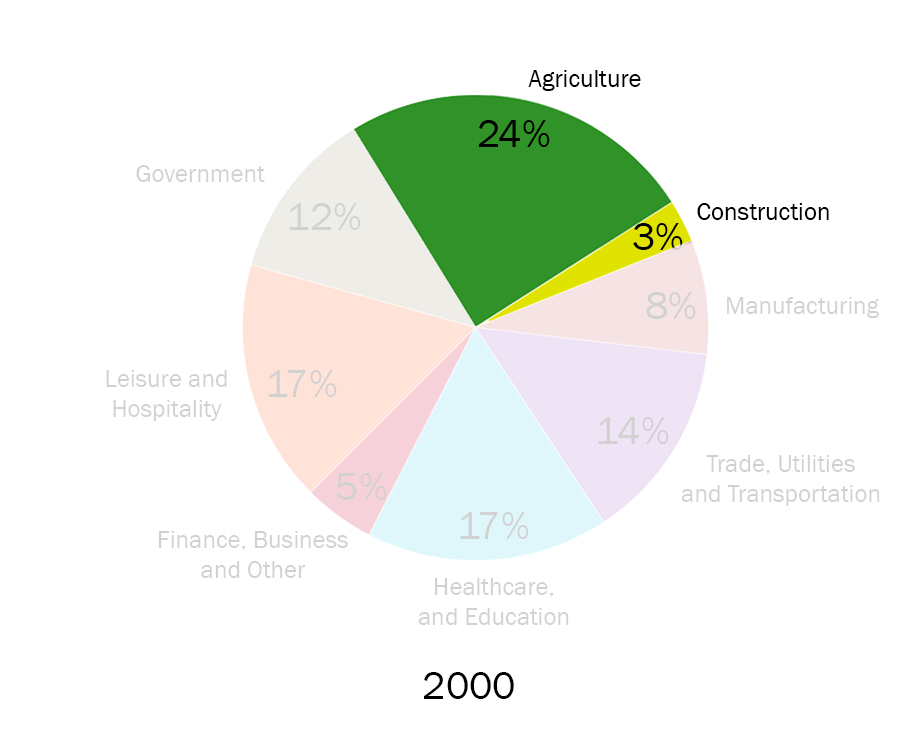 Agriculture
24%
Construction
3%
Government
12%
Manufacturing
8%
Leisure and
Hospitality
17%
14%
Trade, Utilities
and Transportation
5%
Finance, Business
and Other
17%
Healthcare,
and Education
2000